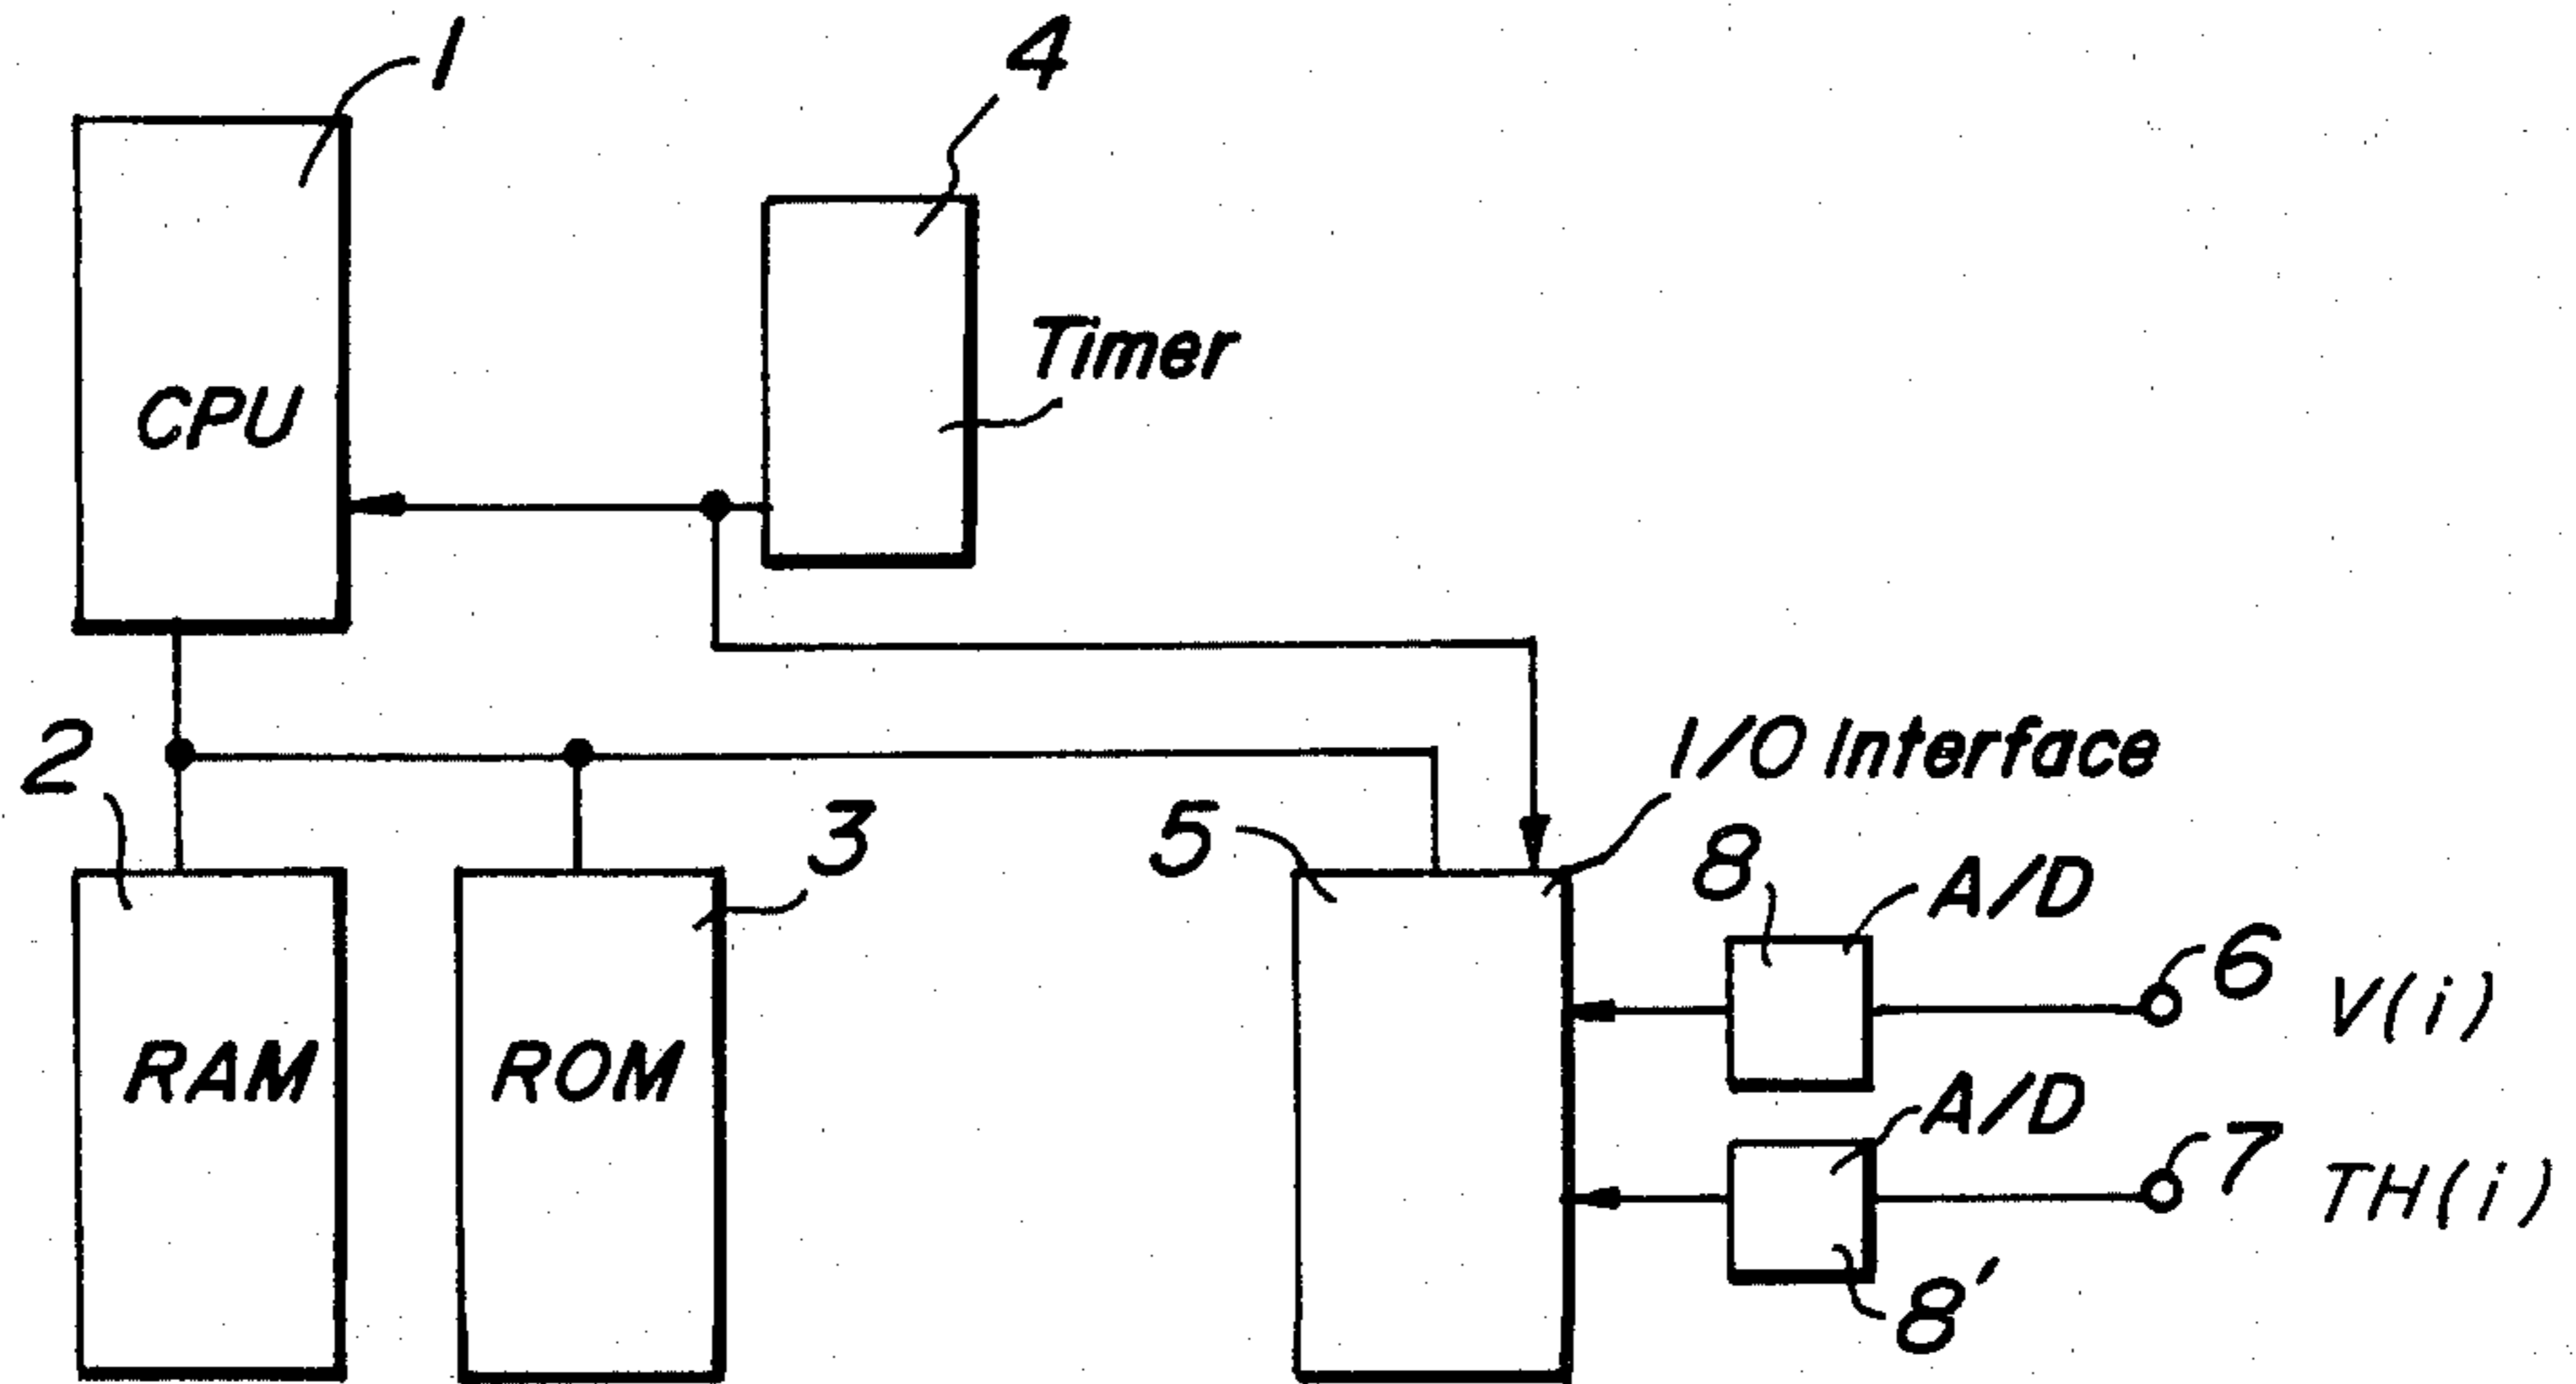 1
4
CPU
Timer
2
3
5
I/O Interface
8
A/D
6
V(i)
RAM
ROM
A/D
7
TH(i)
8'